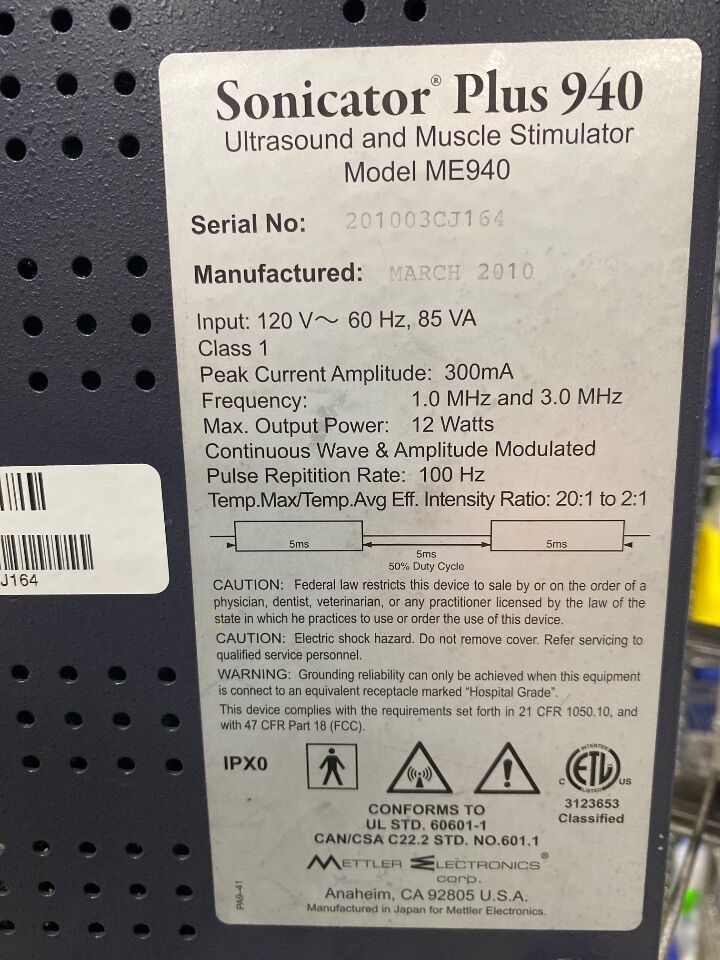 Sonicator® Plus 940
Ultrasound and Muscle Stimulator
Model ME940
Serial No: 201003CJ164
Manufactured: MARCH 2010
Input: 120 V～ 60 Hz, 85 VA
Class 1
Peak Current Amplitude: 300mA
Frequency: 1.0 MHz and 3.0 MHz
Max. Output Power: 12 Watts
Continuous Wave & Amplitude Modulated
Pulse Repitition Rate: 100 Hz
Temp.Max/Temp.Avg Eff. Intensity Ratio: 20:1 to 2:1
5ms 5ms 5ms
50% Duty Cycle
J164
CAUTION: Federal law restricts this device to sale by or on the order of a
physician, dentist, veterinarian, or any practitioner licensed by the law of the
state in which he practices to use or order the use of this device.
CAUTION: Electric shock hazard. Do not remove cover. Refer servicing to
qualified service personnel.
WARNING: Grounding reliability can only be achieved when this equipment
is connect to an equivalent receptacle marked “Hospital Grade”.
This device complies with the requirements set forth in 21 CFR 1050.10, and
with 47 CFR Part 18 (FCC).
IPX0
INTERTEK
C ETL US
LISTED
3123653
Classified
CONFORMS TO
UL STD. 60601-1
CAN/CSA C22.2 STD. NO.601.1
METTLER ELECTRONICS®
corp.
Anaheim, CA 92805 U.S.A.
Manufactured in Japan for Mettler Electronics.
PA9-41